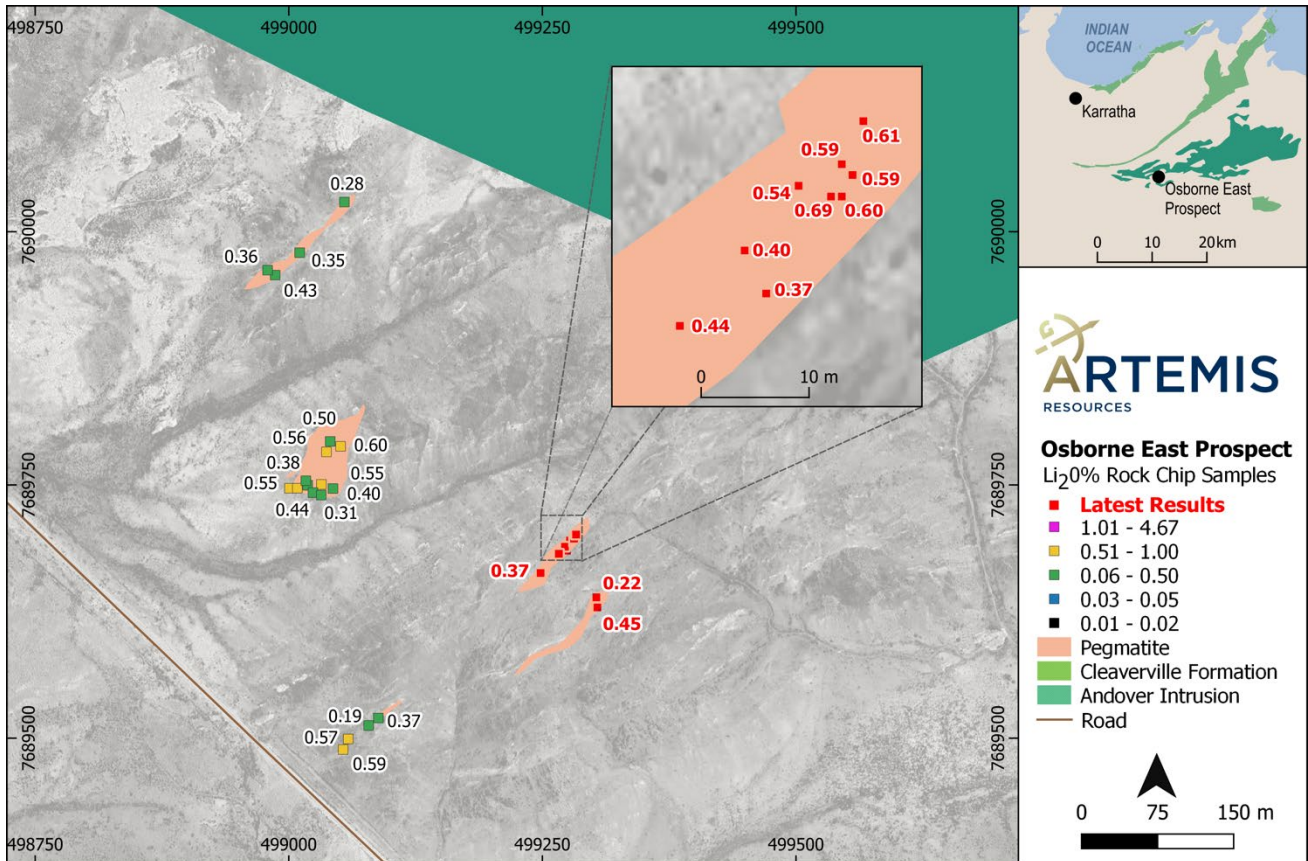 498750
499000
499250
499500
7690000
7690000
0.28
0.36
0.35
0.43
0.61
0.59
0.59
0.54
0.69
0.60
0.40
0.37
0.44
0
10 m
0.50
0.56
0.60
0.38
0.55
0.55
0.40
0.44
0.31
7689750
7689750
0.37
0.22
0.45
0.19
0.37
0.57
0.59
7689500
7689500
498750
499000
499250
499500
INDIAN
OCEAN
Karratha
Osborne East
Prospect
0
10
20km
ARTEMIS
RESOURCES
Osborne East Prospect
Li20% Rock Chip Samples
Latest Results
1.01 - 4.67
0.51 - 1.00
0.06 - 0.50
0.03 - 0.05
0.01 - 0.02
Pegmatite
Cleaverville Formation
Andover Intrusion
Road
0
75
150 m